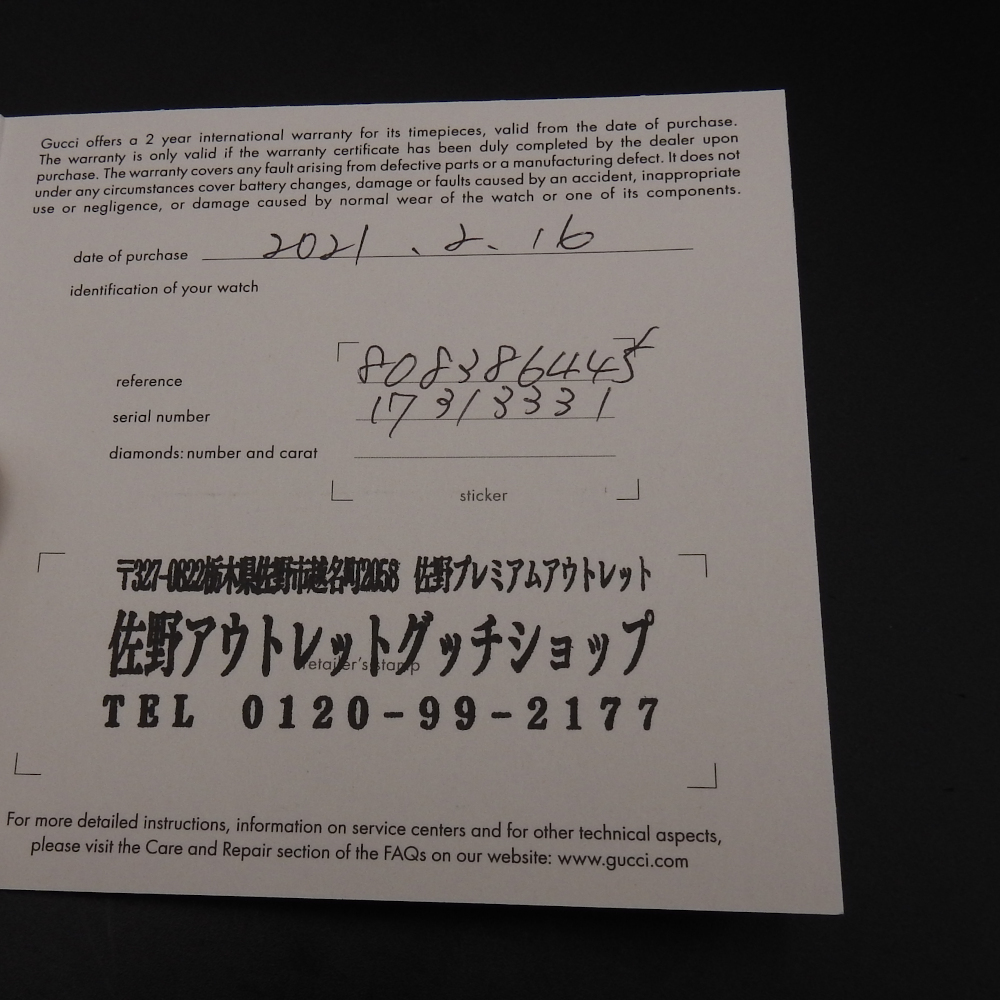 Gucci offers a 2 year international warranty for its timepieces, valid from the date of purchase.
The warranty is only valid if the warranty certificate has been duly completed by the dealer upon
purchase. The warranty covers any fault arising from defective parts or a manufacturing defect. It does not
under any circumstances cover battery changes, damage or faults caused by an accident, inappropriate
use or negligence, or damage caused by normal wear of the watch or one of its components.
date of purchase 2021.2.16
identification of your watch
reference 8083864445
serial number 17313331
diamonds: number and carat
sticker
〒327-0822栃木県佐野市越名町2058 佐野プレミアムアウトレット
佐野アウトレットグッチショップ
retailer's stamp
TEL 0120-99-2177
For more detailed instructions, information on service centers and for other technical aspects,
please visit the Care and Repair section of the FAQs on our website: www.gucci.com